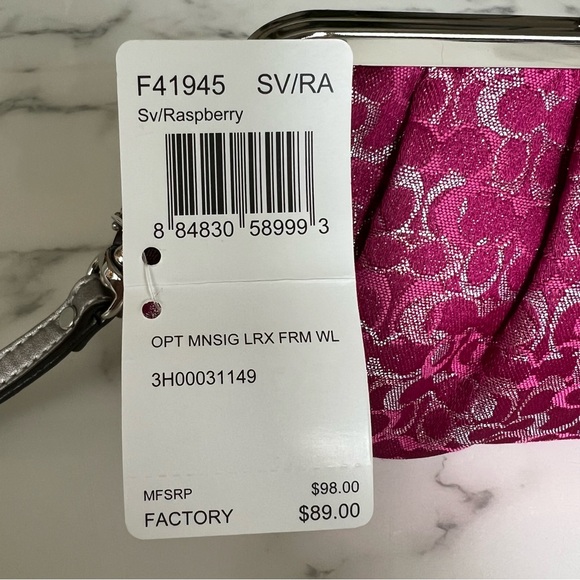 F41945 SV/RA
Sv/Raspberry
8 84830 58999 3
OPT MNSIG LRX FRM WL
3H00031149
MFSRP $98.00
FACTORY $89.00